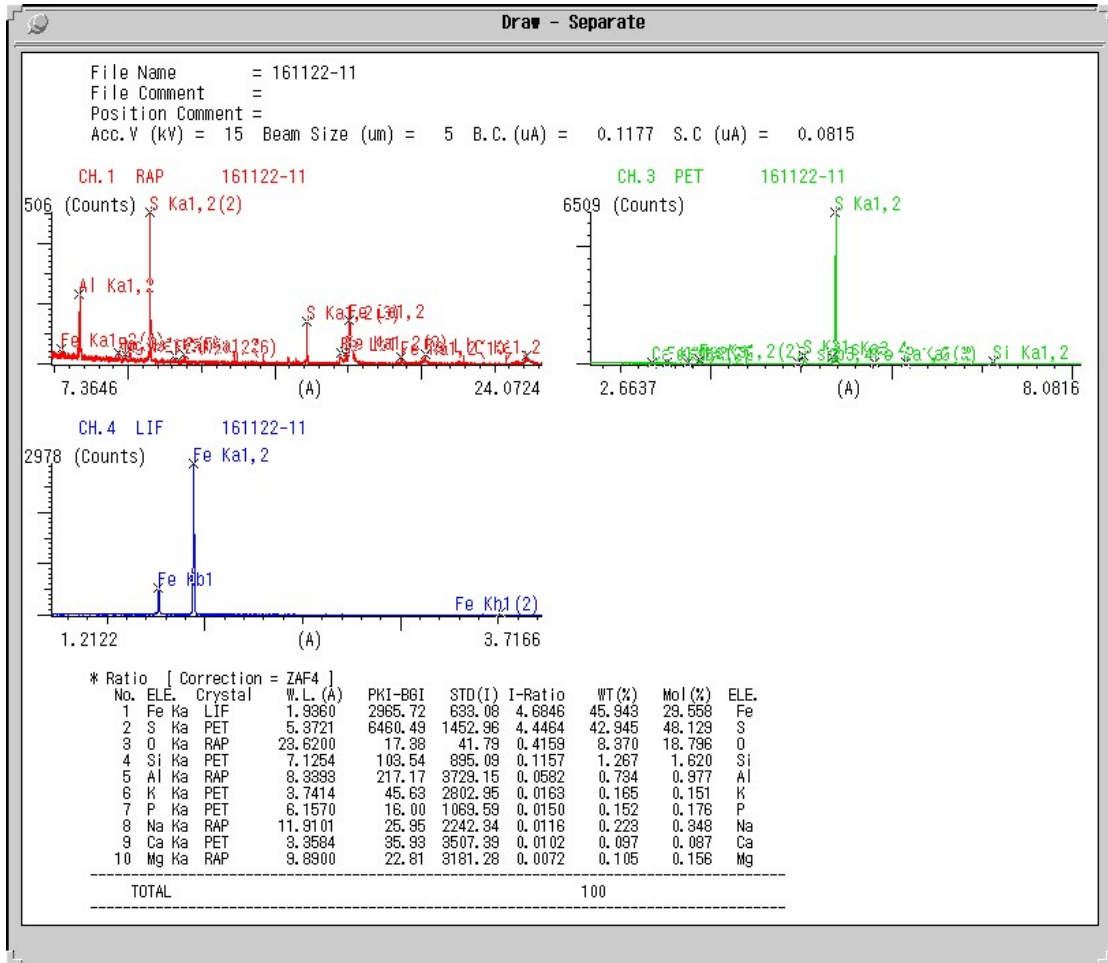 Draw - Separate
File Name = 161122-11
File Comment =
Position Comment =
Acc.V (kV) = 15 Beam Size (um) = 5 B.C.(uA) = 0.1177 S.C (uA) = 0.0815
CH.1 RAP 161122-11
506 (Counts) S Ka1,2(2)
Al Ka1,2
7.3646 (A) 24.0724
CH.3 PET 161122-11
6509 (Counts) S Ka1,2
Si Ka1,2
2.6637 (A) 8.0816
CH.4 LIF 161122-11
2978 (Counts) Fe Ka1,2
Fe Kb1
Fe Kb1(2)
1.2122 (A) 3.7166
* Ratio [ Correction = ZAF4 ]
No. ELE. Crystal W.L.(A) PKI-BGI STD(I) I-Ratio WT(%) Mol(%) ELE.
1 Fe Ka LIF 1.9360 2965.72 633.08 4.6846 45.943 29.558 Fe
2 S Ka PET 5.3721 6460.49 1452.96 4.4464 42.945 48.129 S
3 O Ka RAP 23.6200 17.38 41.79 0.4159 8.370 18.796 O
4 Si Ka PET 7.1254 103.54 895.09 0.1157 1.267 1.620 Si
5 Al Ka RAP 8.3393 217.17 3729.15 0.0582 0.734 0.977 Al
6 K Ka PET 3.7414 45.63 2802.95 0.0163 0.165 0.151 K
7 P Ka PET 6.1570 16.00 1069.59 0.0150 0.152 0.176 P
8 Na Ka RAP 11.9101 25.95 2242.34 0.0116 0.223 0.348 Na
9 Ca Ka PET 3.3584 35.93 3507.39 0.0102 0.097 0.087 Ca
10 Mg Ka RAP 9.8900 22.81 3181.28 0.0072 0.105 0.156 Mg
TOTAL 100